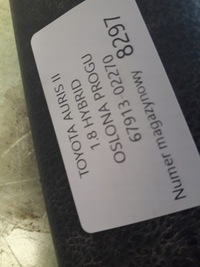 TOYOTA AURIS II
1.8 HYBRID
OSLONA PROGU
67913-02270
Numer magazynowy 8297